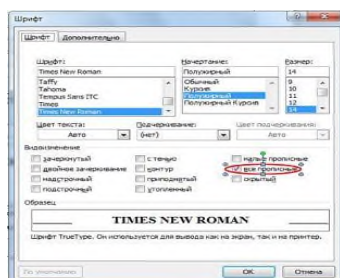 Шрифт
Шрифт Дополнительно
Шрифт: Начертание: Размер:
Times New Roman Полужирный 14
Taffy Обычный 9
Tahoma Курсив 10
Tempus Sans ITC Полужирный 11
Times Полужирный Курсив 12
Times New Roman 14
Цвет текста: Подчеркивание: Цвет подчеркивания:
Авто (нет) Авто
Видоизменение
зачеркнутый с тенью малые прописные
двойное зачеркивание контур все прописные
надстрочный приподнятый скрытый
подстрочный утопленный
Образец
TIMES NEW ROMAN
Шрифт TrueType. Он используется для вывода как на экран, так и на принтер.
По умолчанию ОК Отмена